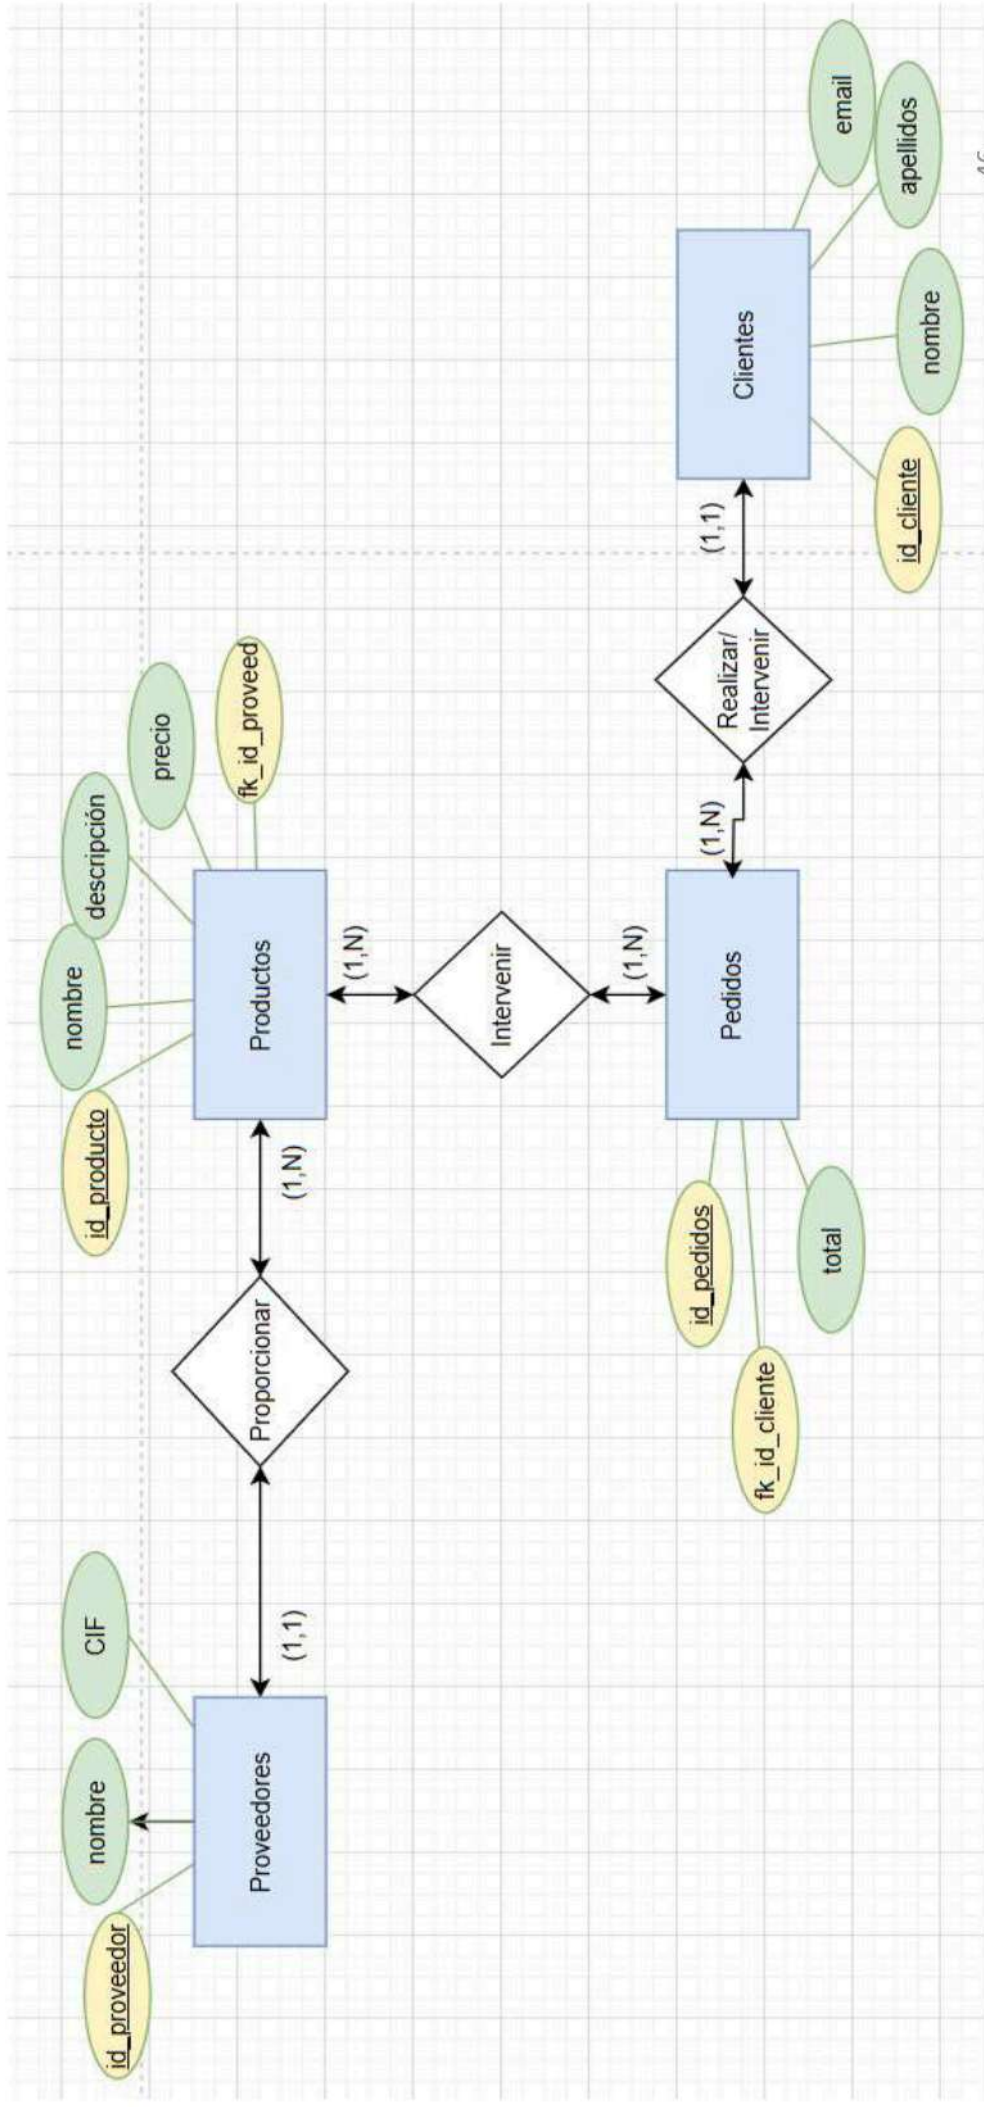 id_proveedor
nombre
CIF
Proveedores
(1,1)
Proporcionar
(1,N)
id_producto
nombre
descripción
precio
fk_id_proveed
Productos
(1,N)
Intervenir
(1,N)
id_pedidos
fk_id_cliente
total
Pedidos
(1,N)
Realizar/
Intervenir
(1,1)
Clientes
id_cliente
nombre
apellidos
email